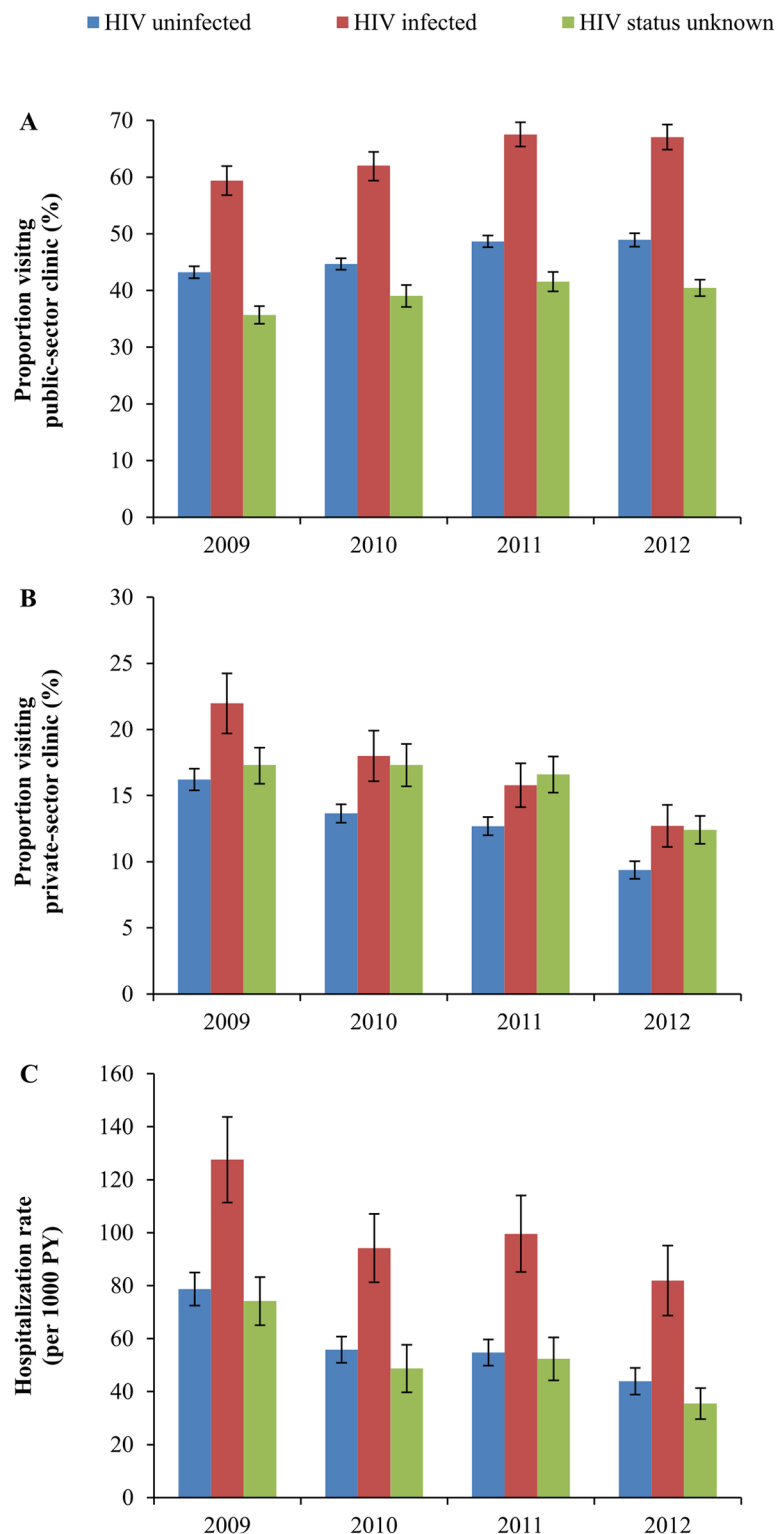 HIV uninfected HIV infected HIV status unknown
A
Proportion visitng
public-sector clinic (%)
70
60
50
40
30
20
10
0
2009 2010 2011 2012
B
Proportion visiting
private-sector clinic (%)
30
25
20
15
10
5
0
2009 2010 2011 2012
C
Hospitalization rate
(per 1000 PY)
160
140
120
100
80
60
40
20
0
2009 2010 2011 2012